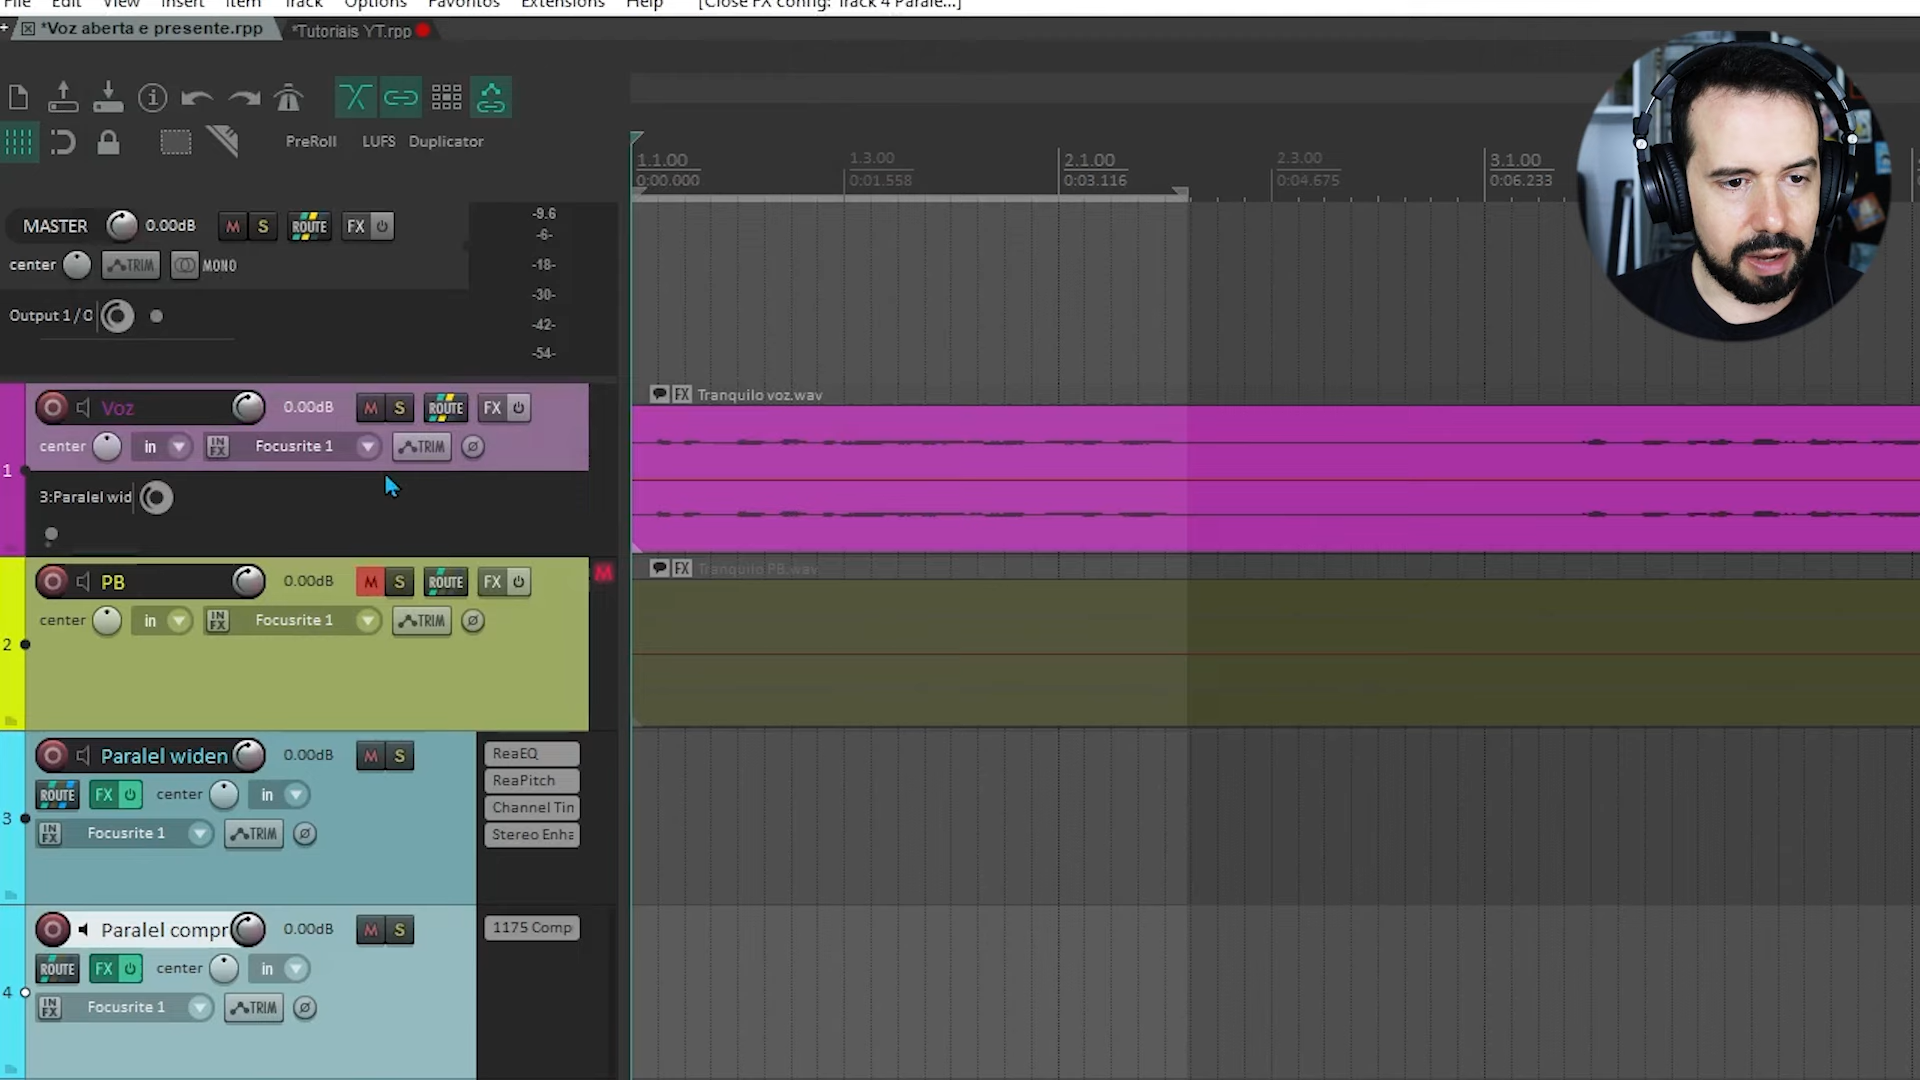 File Edit View Insert Item Track Options Favoritos Extensions Help [Close FX config: Track 4 Parale...]
+ *Voz aberta e presente.rpp *Tutoriais YT.rpp
PreRoll LUFS Duplicator
1.1.00 1.3.00 2.1.00 2.3.00 3.1.00
0:00.000 0:01.558 0:03.116 0:04.675 0:06.233
MASTER 0.00dB M S ROUTE FX
center TRIM MONO
Output 1 / O
-9.6
-6-
-18-
-30-
-42-
-54-
Voz 0.00dB M S ROUTE FX
center in IN FX Focusrite 1 TRIM Ø
1
3:Paralel wid
FX Tranquilo voz.wav
PB 0.00dB M S ROUTE FX M
center in IN FX Focusrite 1 TRIM Ø
2
FX Tranquilo PB.wav
Paralel widen 0.00dB M S
ROUTE FX center in
3
IN FX Focusrite 1 TRIM Ø
ReaEQ
ReaPitch
Channel Tin
Stereo Enha
Paralel compr 0.00dB M S
ROUTE FX center in
4
IN FX Focusrite 1 TRIM Ø
1175 Comp